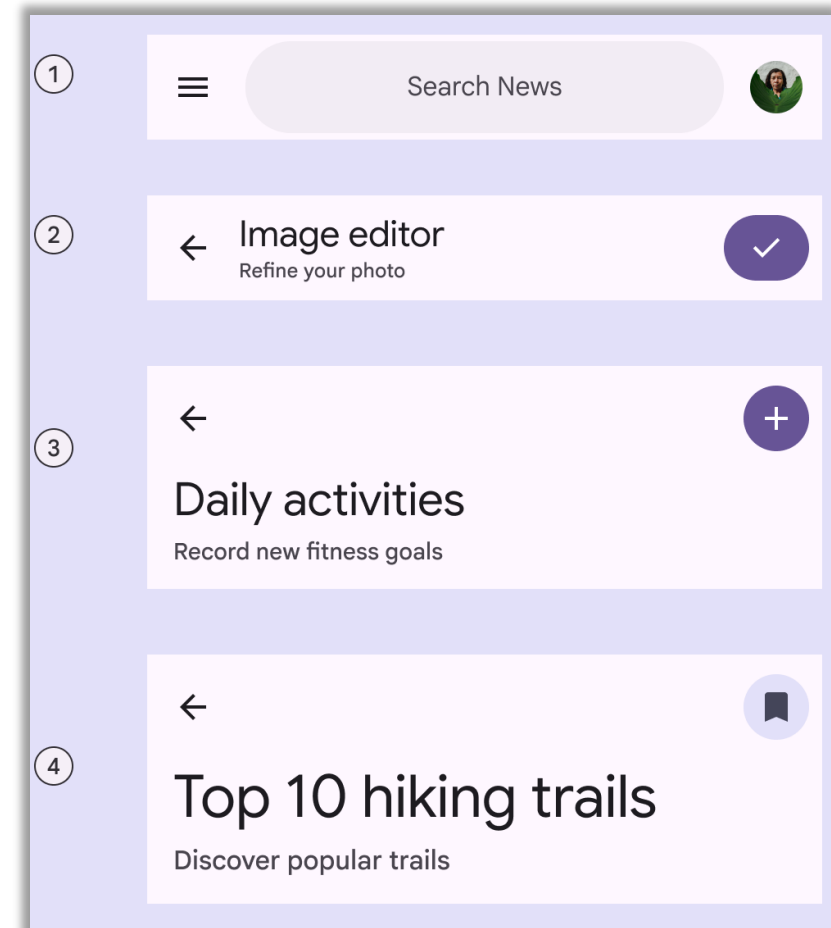 1
Search News
2
Image editor
Refine your photo
3
Daily activities
Record new fitness goals
4
Top 10 hiking trails
Discover popular trails